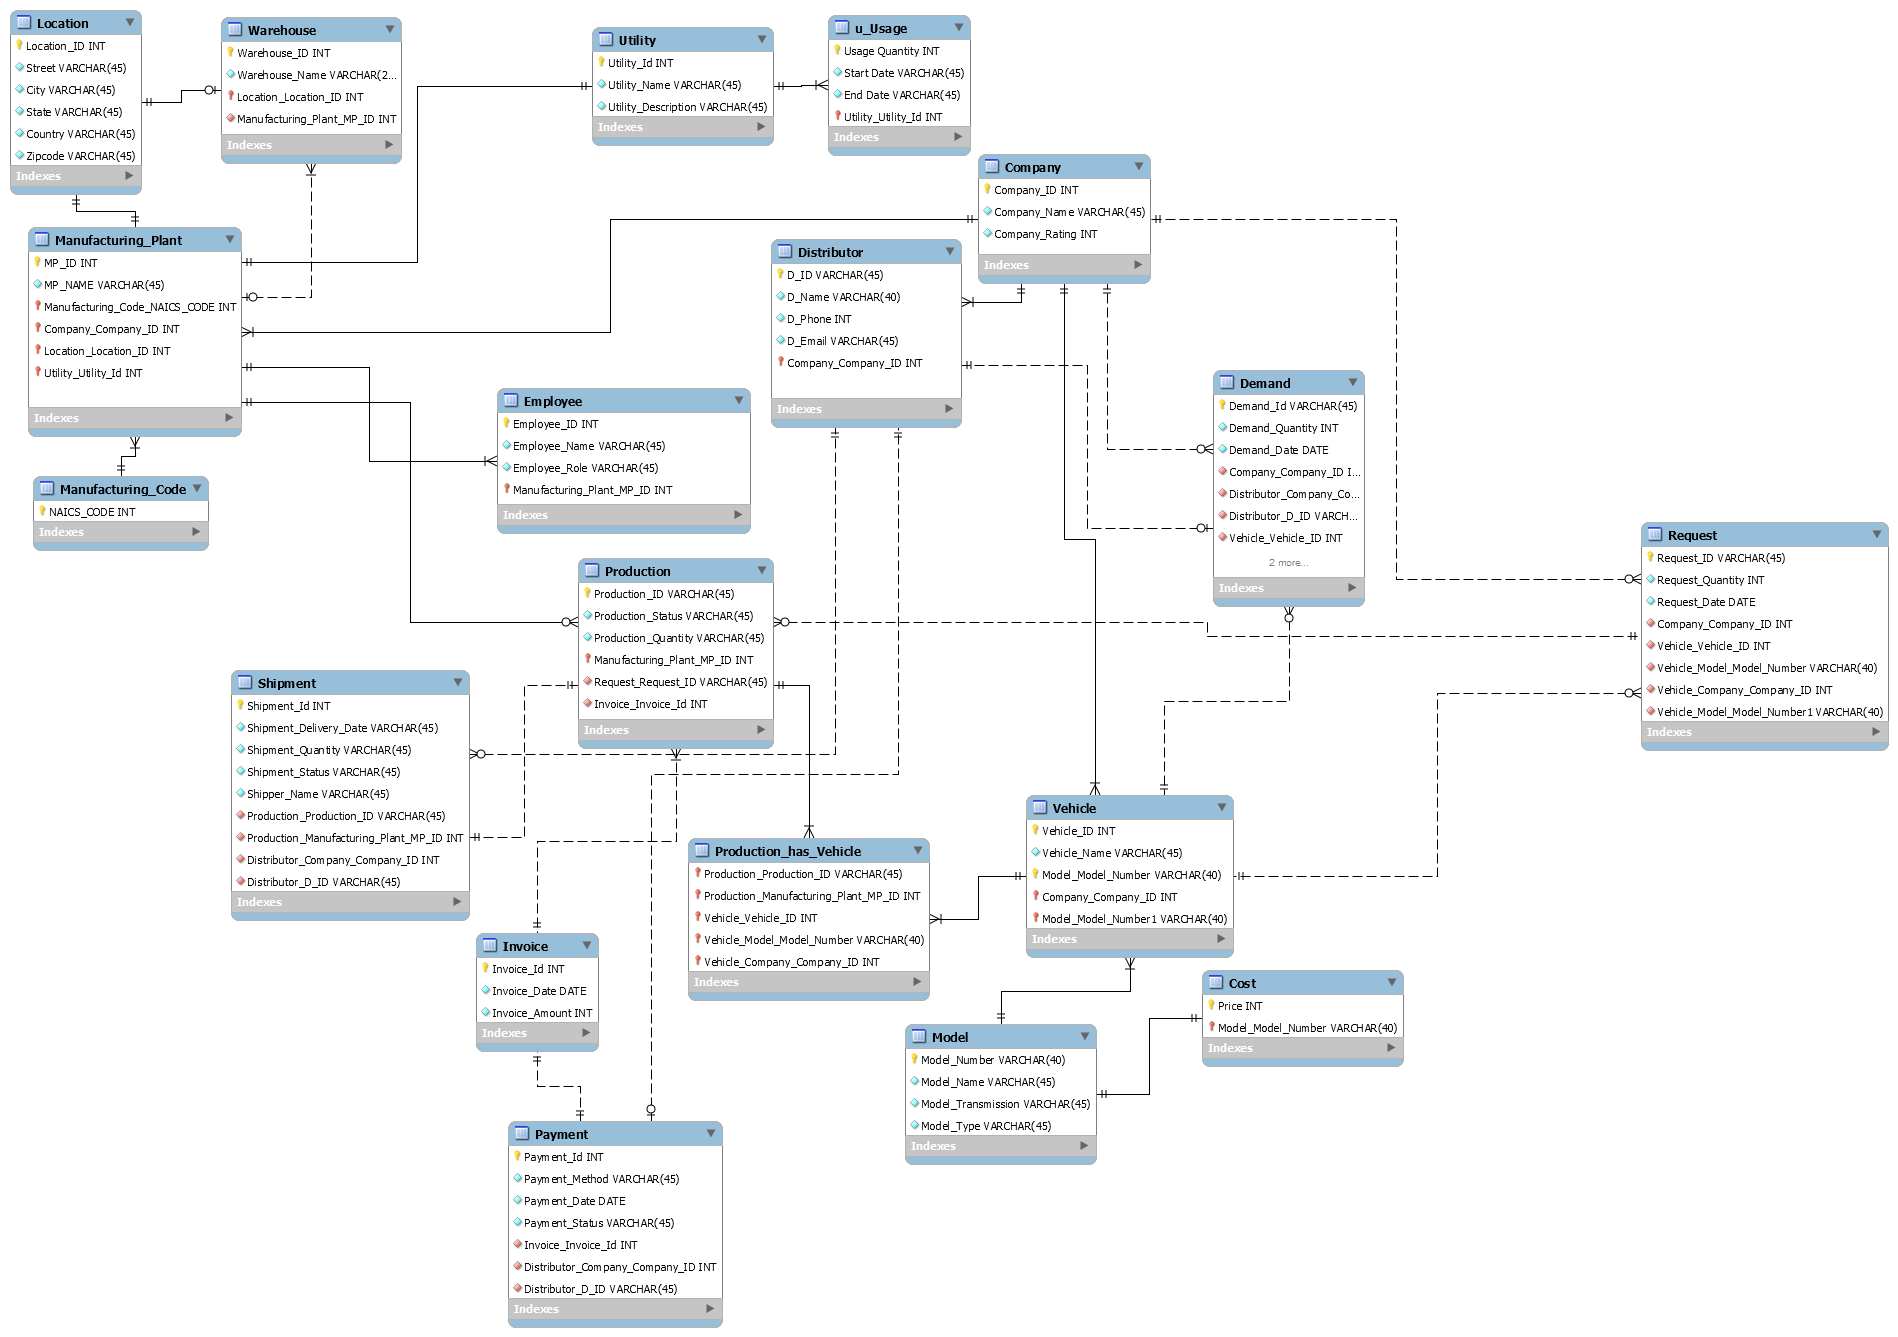 Location
Location_ID INT
Street VARCHAR(45)
City VARCHAR(45)
State VARCHAR(45)
Country VARCHAR(45)
Zipcode VARCHAR(45)
Indexes
Warehouse
Warehouse_ID INT
Warehouse_Name VARCHAR(2...
Location_Location_ID INT
Manufacturing_Plant_MP_ID INT
Indexes
Utility
Utility_Id INT
Utility_Name VARCHAR(45)
Utility_Description VARCHAR(45)
Indexes
u_Usage
Usage Quantity INT
Start Date VARCHAR(45)
End Date VARCHAR(45)
Utility_Utility_Id INT
Indexes
Company
Company_ID INT
Company_Name VARCHAR(45)
Company_Rating INT
Indexes
Manufacturing_Plant
MP_ID INT
MP_NAME VARCHAR(45)
Manufacturing_Code_NAICS_CODE INT
Company_Company_ID INT
Location_Location_ID INT
Utility_Utility_Id INT
Indexes
Distributor
D_ID VARCHAR(45)
D_Name VARCHAR(40)
D_Phone INT
D_Email VARCHAR(45)
Company_Company_ID INT
Indexes
Demand
Demand_Id VARCHAR(45)
Demand_Quantity INT
Demand_Date DATE
Company_Company_ID I...
Distributor_Company_Co...
Distributor_D_ID VARCH...
Vehicle_Vehicle_ID INT
2 more...
Indexes
Employee
Employee_ID INT
Employee_Name VARCHAR(45)
Employee_Role VARCHAR(45)
Manufacturing_Plant_MP_ID INT
Indexes
Manufacturing_Code
NAICS_CODE INT
Indexes
Request
Request_ID VARCHAR(45)
Request_Quantity INT
Request_Date DATE
Company_Company_ID INT
Vehicle_Vehicle_ID INT
Vehicle_Model_Model_Number VARCHAR(40)
Vehicle_Company_Company_ID INT
Vehicle_Model_Model_Number1 VARCHAR(40)
Indexes
Production
Production_ID VARCHAR(45)
Production_Status VARCHAR(45)
Production_Quantity VARCHAR(45)
Manufacturing_Plant_MP_ID INT
Request_Request_ID VARCHAR(45)
Invoice_Invoice_Id INT
Indexes
Shipment
Shipment_Id INT
Shipment_Delivery_Date VARCHAR(45)
Shipment_Quantity VARCHAR(45)
Shipment_Status VARCHAR(45)
Shipper_Name VARCHAR(45)
Production_Production_ID VARCHAR(45)
Production_Manufacturing_Plant_MP_ID INT
Distributor_Company_Company_ID INT
Distributor_D_ID VARCHAR(45)
Indexes
Vehicle
Vehicle_ID INT
Vehicle_Name VARCHAR(45)
Model_Model_Number VARCHAR(40)
Company_Company_ID INT
Model_Model_Number1 VARCHAR(40)
Indexes
Production_has_Vehicle
Production_Production_ID VARCHAR(45)
Production_Manufacturing_Plant_MP_ID INT
Vehicle_Vehicle_ID INT
Vehicle_Model_Model_Number VARCHAR(40)
Vehicle_Company_Company_ID INT
Indexes
Invoice
Invoice_Id INT
Invoice_Date DATE
Invoice_Amount INT
Indexes
Cost
Price INT
Model_Model_Number VARCHAR(40)
Indexes
Model
Model_Number VARCHAR(40)
Model_Name VARCHAR(45)
Model_Transmission VARCHAR(45)
Model_Type VARCHAR(45)
Indexes
Payment
Payment_Id INT
Payment_Method VARCHAR(45)
Payment_Date DATE
Payment_Status VARCHAR(45)
Invoice_Invoice_Id INT
Distributor_Company_Company_ID INT
Distributor_D_ID VARCHAR(45)
Indexes